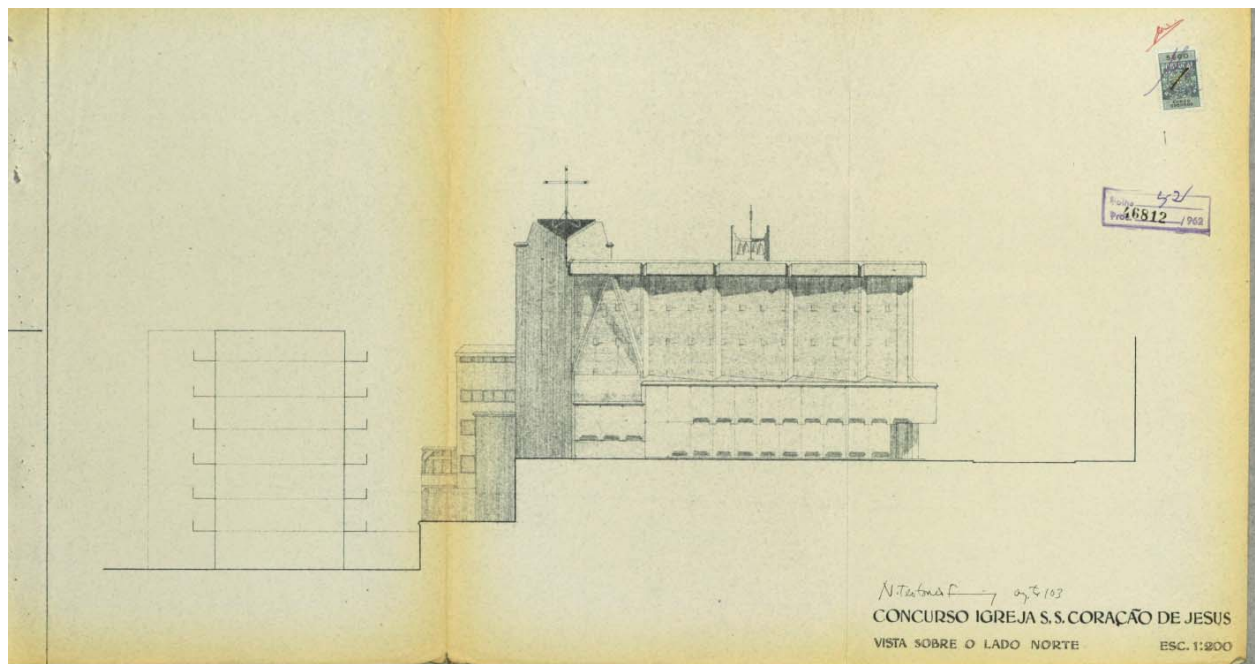 Folha 42
Proc. 46812 / 962
CONCURSO IGREJA S. S. CORAÇÃO DE JESUS
VISTA SOBRE O LADO NORTE ESC. 1:200